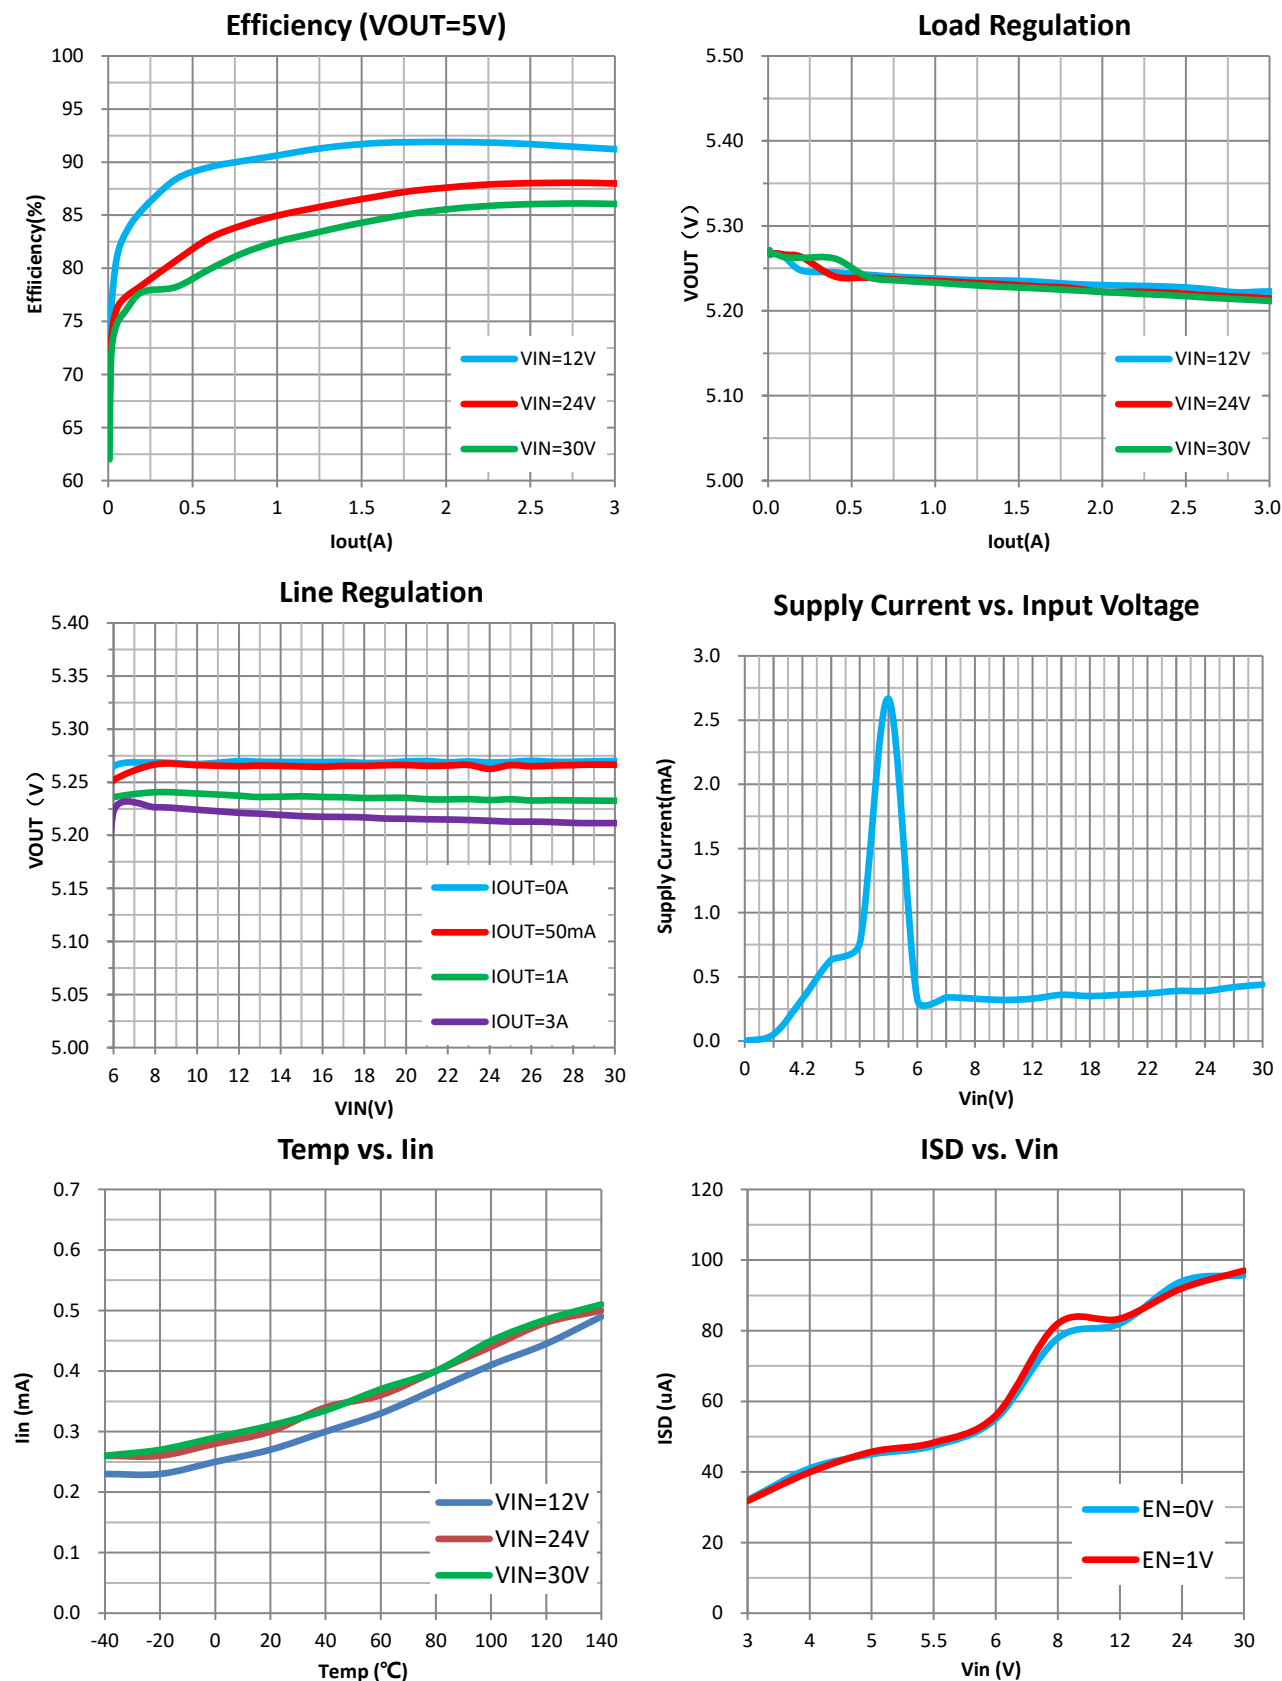 Efficiency (VOUT=5V)
100
95
90
85
80
75
70
65
60
Effiiciency(%)
VIN=12V
VIN=24V
VIN=30V
0 0.5 1 1.5 2 2.5 3
Iout(A)
Load Regulation
5.50
5.40
5.30
5.20
5.10
5.00
VOUT（V）
VIN=12V
VIN=24V
VIN=30V
0.0 0.5 1.0 1.5 2.0 2.5 3.0
Iout(A)
Line Regulation
5.40
5.35
5.30
5.25
5.20
5.15
5.10
5.05
5.00
VOUT（V）
IOUT=0A
IOUT=50mA
IOUT=1A
IOUT=3A
6 8 10 12 14 16 18 20 22 24 26 28 30
VIN(V)
Supply Current vs. Input Voltage
3.0
2.5
2.0
1.5
1.0
0.5
0.0
Supply Current(mA)
0 4.2 5 6 8 12 18 22 24 30
Vin(V)
Temp vs. Iin
0.7
0.6
0.5
0.4
0.3
0.2
0.1
0.0
Iin (mA)
VIN=12V
VIN=24V
VIN=30V
-40 -20 0 20 40 60 80 100 120 140
Temp (℃)
ISD vs. Vin
120
100
80
60
40
20
0
ISD (uA)
EN=0V
EN=1V
3 4 5 5.5 6 8 12 24 30
Vin (V)